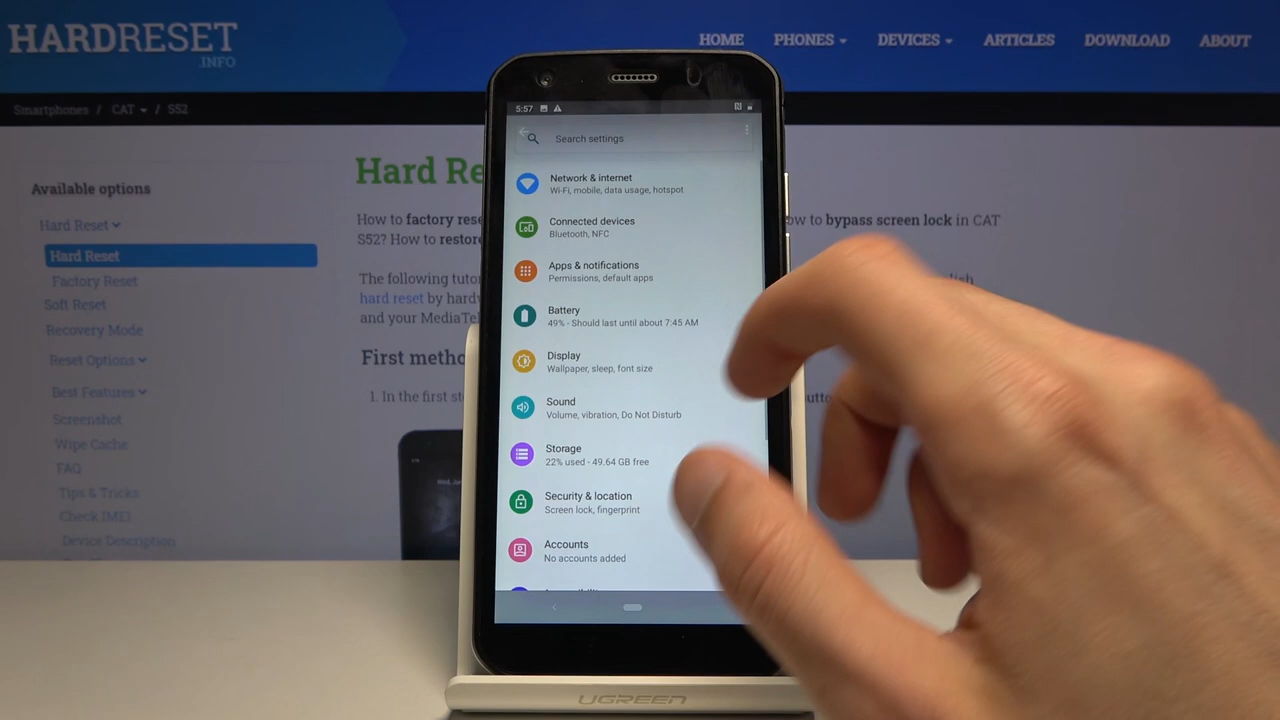 HARDRESET
.INFO
HOME PHONES DEVICES ARTICLES DOWNLOAD ABOUT
Smartphones / CAT / S52
Available options
Hard Reset
Hard Reset
Factory Reset
Soft Reset
Recovery Mode
Reset Options
Best Features
Screenshot
Wipe Cache
FAQ
Tips & Tricks
Check IMEI
Device Description
Hard Re
How to factory rese
ow to bypass screen lock in CAT
S52? How to restor
The following tutor
hard reset by hardw
and your MediaTe
First metho
1. In the first st
5:57
Search settings
Network & internet
Wi-Fi, mobile, data usage, hotspot
Connected devices
Bluetooth, NFC
Apps & notifications
Permissions, default apps
Battery
49% - Should last until about 7:45 AM
Display
Wallpaper, sleep, font size
Sound
Volume, vibration, Do Not Disturb
Storage
22% used - 49.64 GB free
Security & location
Screen lock, fingerprint
Accounts
No accounts added
UGREEN